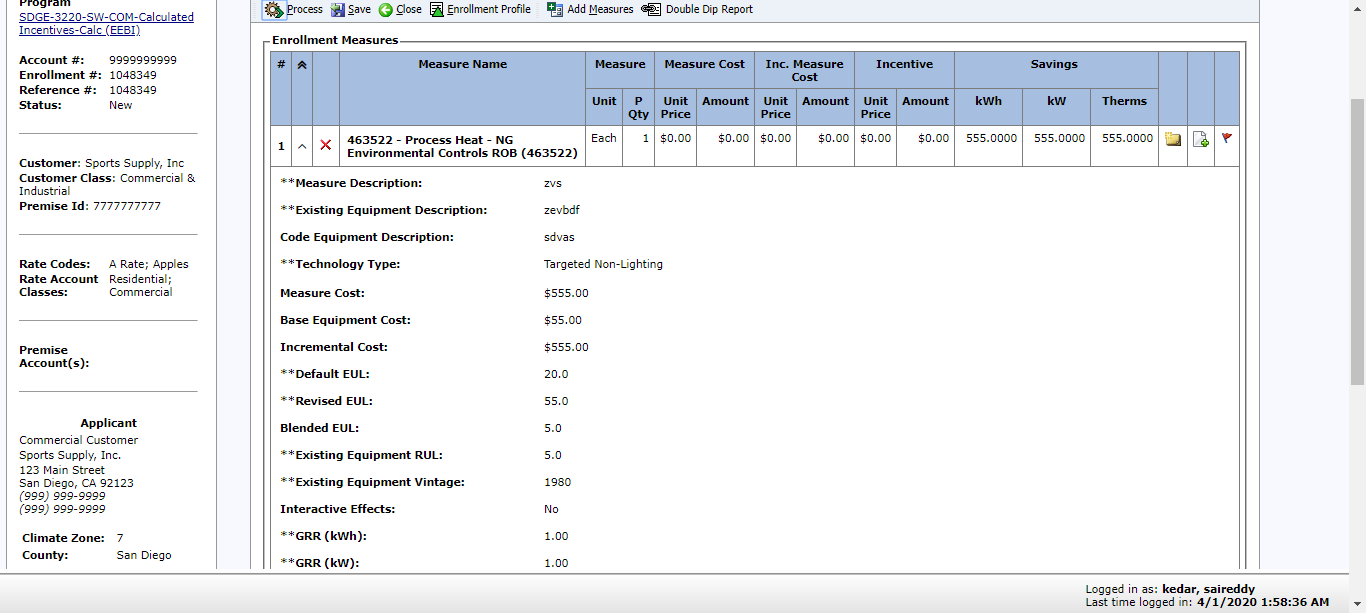 Program
SDGE-3220-SW-COM-Calculated
Incentives-Calc (EEBI)
Account #: 9999999999
Enrollment #: 1048349
Reference #: 1048349
Status: New
Customer: Sports Supply, Inc
Customer Class: Commercial &
Industrial
Premise Id: 7777777777
Rate Codes: A Rate; Apples
Rate Account Residential;
Classes: Commercial
Premise
Account(s):
Applicant
Commercial Customer
Sports Supply, Inc.
123 Main Street
San Diego, CA 92123
(999) 999-9999
(999) 999-9999
Climate Zone: 7
County: San Diego
Process Save Close Enrollment Profile Add Measures Double Dip Report
Enrollment Measures
# Measure Name Measure Measure Cost Inc. Measure Cost Incentive Savings
Unit P Qty Unit Price Amount Unit Price Amount Unit Price Amount kWh kW Therms
1 463522 - Process Heat - NG Environmental Controls ROB (463522) Each 1 $0.00 $0.00 $0.00 $0.00 $0.00 $0.00 555.0000 555.0000 555.0000
**Measure Description: zvs
**Existing Equipment Description: zevbdf
Code Equipment Description: sdvas
**Technology Type: Targeted Non-Lighting
Measure Cost: $555.00
Base Equipment Cost: $55.00
Incremental Cost: $555.00
**Default EUL: 20.0
**Revised EUL: 55.0
Blended EUL: 5.0
**Existing Equipment RUL: 5.0
**Existing Equipment Vintage: 1980
Interactive Effects: No
**GRR (kWh): 1.00
**GRR (kW): 1.00
Logged in as: kedar, saireddy
Last time logged in: 4/1/2020 1:58:36 AM